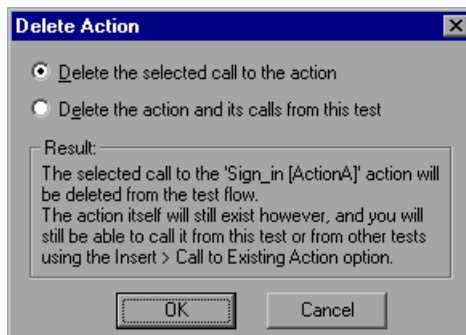 Delete Action
Delete the selected call to the action
Delete the action and its calls from this test
Result:
The selected call to the 'Sign_in [ActionA]' action will
be deleted from the test flow.
The action itself will still exist however, and you will
still be able to call it from this test or from other tests
using the Insert > Call to Existing Action option.
OK
Cancel